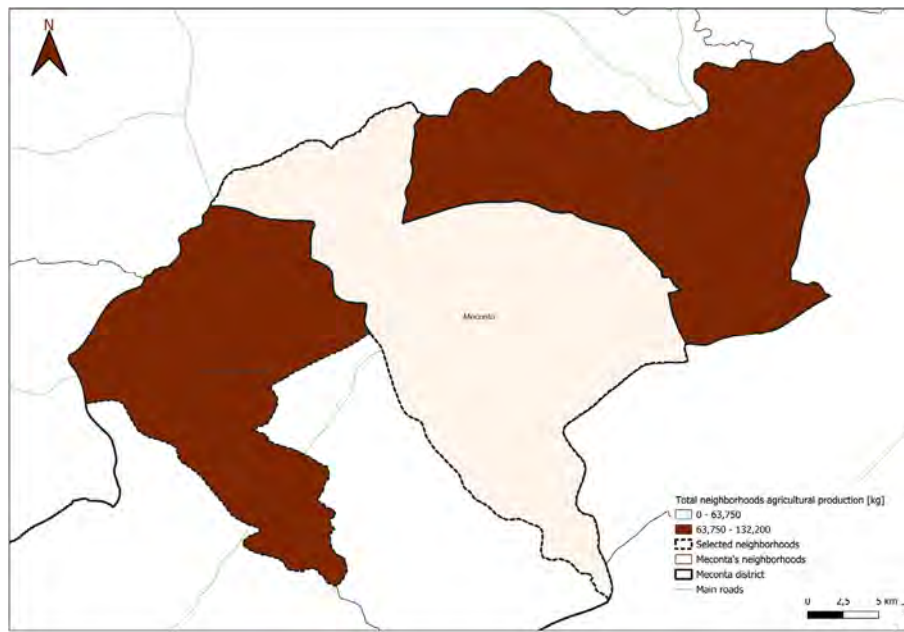 N
Meconta
Total neighborhoods agricultural production [kg]
0 - 63,750
63,750 - 132,200
Selected neighborhoods
Meconta's neighborhoods
Meconta district
Main roads
0 2,5 5 km